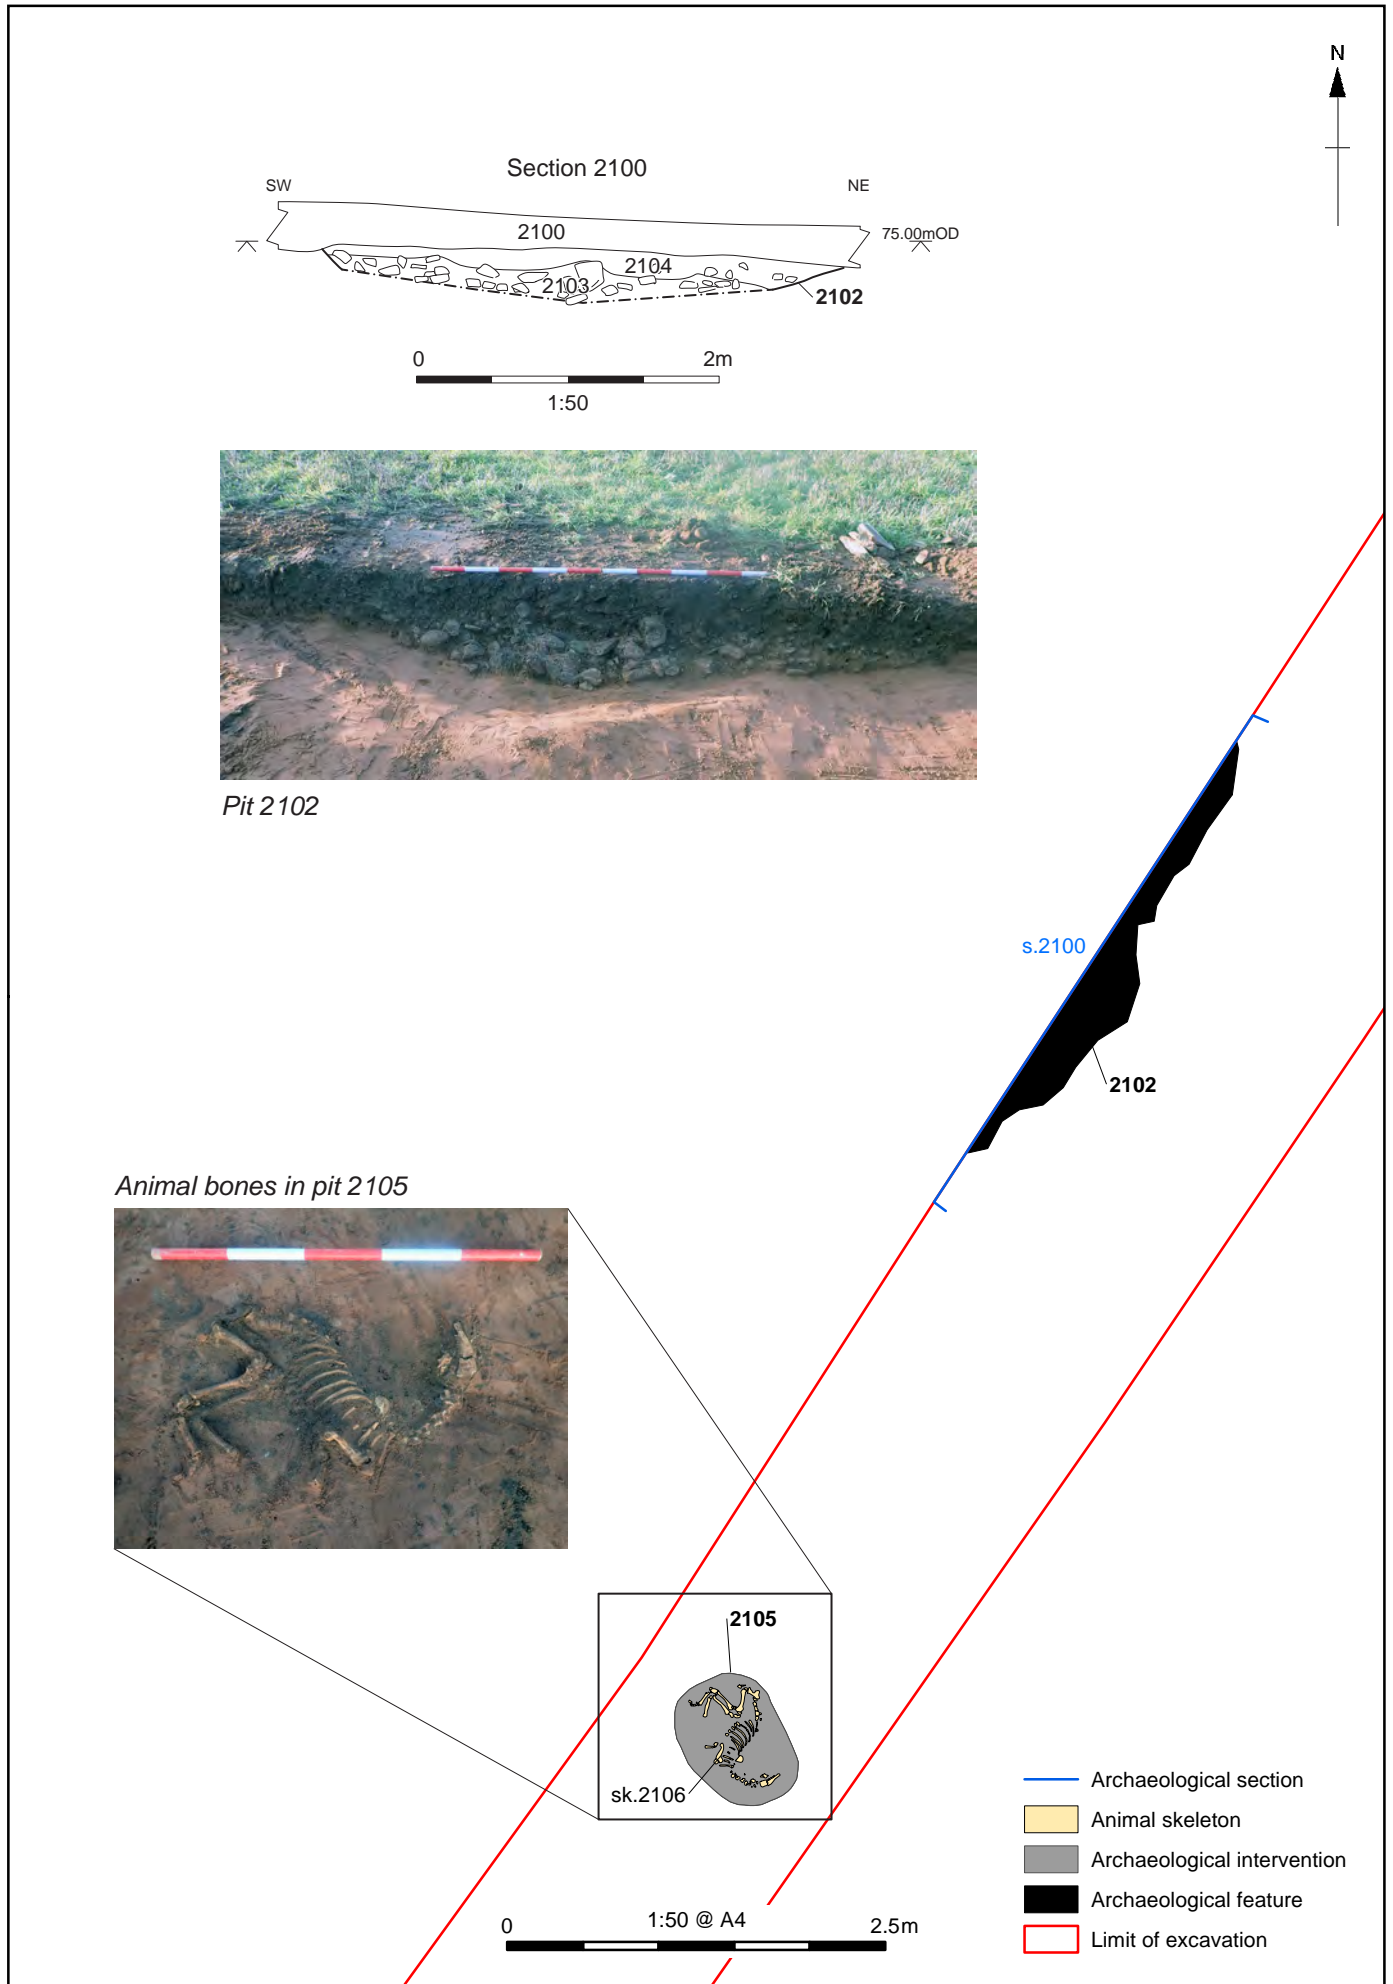 N
Section 2100
SW
NE
2100
75.00mOD
2104
2103
2102
0 2m
1:50
Pit 2102
s.2100
2102
Animal bones in pit 2105
2105
sk.2106
Archaeological section
Animal skeleton
Archaeological intervention
Archaeological feature
Limit of excavation
0 1:50 @ A4 2.5m